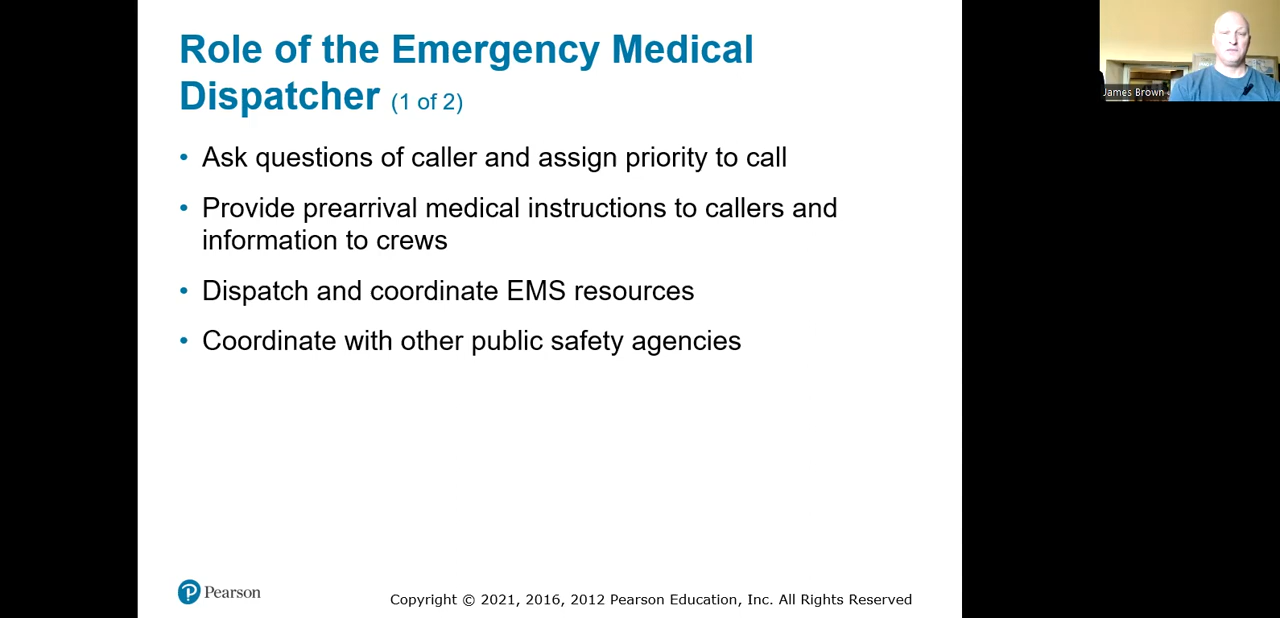 Role of the Emergency Medical
Dispatcher (1 of 2)
• Ask questions of caller and assign priority to call
• Provide prearrival medical instructions to callers and
information to crews
• Dispatch and coordinate EMS resources
• Coordinate with other public safety agencies
Pearson
Copyright © 2021, 2016, 2012 Pearson Education, Inc. All Rights Reserved
James Brown